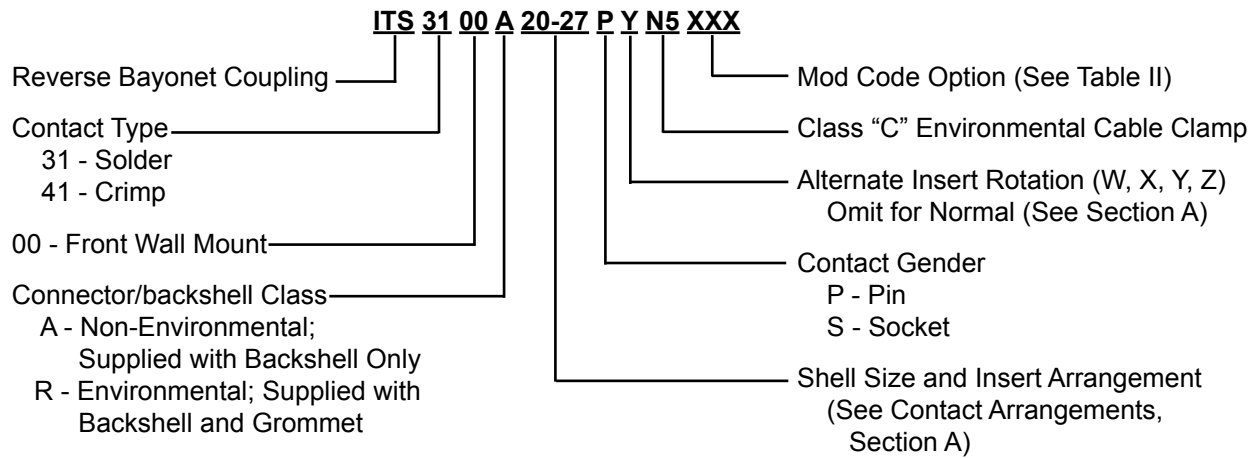 ITS 31 00 A 20-27 P Y N5 XXX
Reverse Bayonet Coupling
Contact Type
31 - Solder
41 - Crimp
00 - Front Wall Mount
Connector/backshell Class
A - Non-Environmental;
Supplied with Backshell Only
R - Environmental; Supplied with
Backshell and Grommet
Mod Code Option (See Table II)
Class “C” Environmental Cable Clamp
Alternate Insert Rotation (W, X, Y, Z)
Omit for Normal (See Section A)
Contact Gender
P - Pin
S - Socket
Shell Size and Insert Arrangement
(See Contact Arrangements,
Section A)